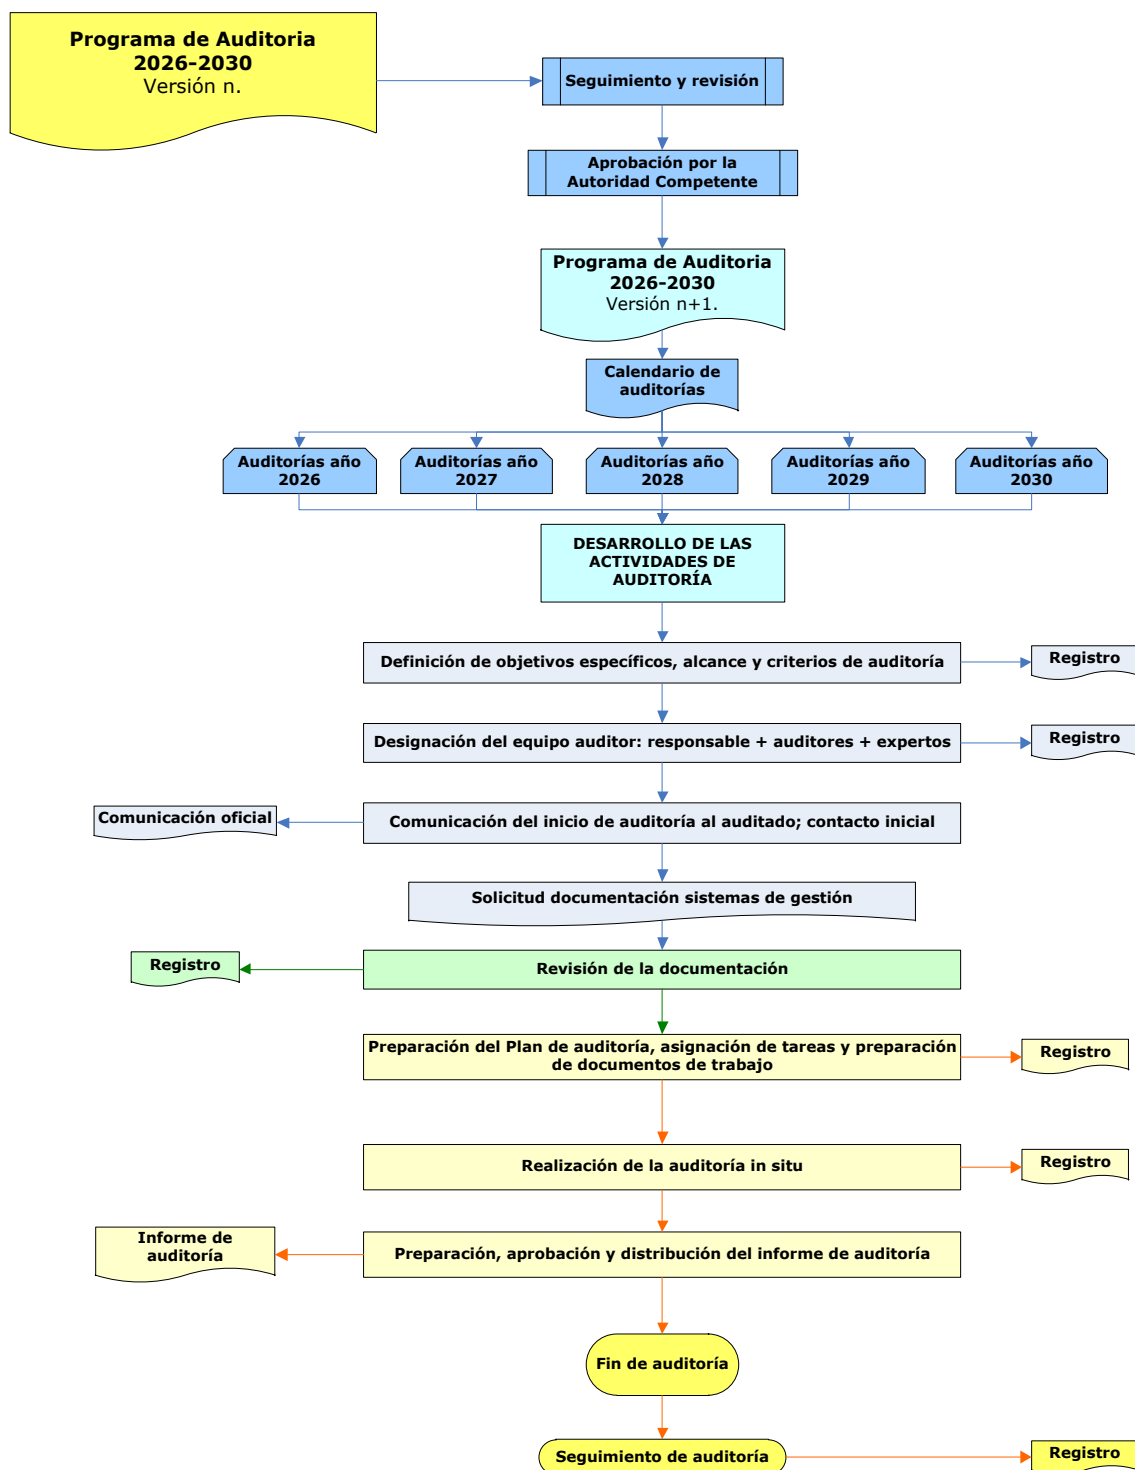 Programa de Auditoria
2026-2030
Versión n.
Seguimiento y revisión
Aprobación por la
Autoridad Competente
Programa de Auditoria
2026-2030
Versión n+1.
Calendario de
auditorías
Auditorías año
2026
Auditorías año
2027
Auditorías año
2028
Auditorías año
2029
Auditorías año
2030
DESARROLLO DE LAS
ACTIVIDADES DE
AUDITORÍA
Definición de objetivos específicos, alcance y criterios de auditoría
Registro
Designación del equipo auditor: responsable + auditores + expertos
Registro
Comunicación oficial
Comunicación del inicio de auditoría al auditado; contacto inicial
Solicitud documentación sistemas de gestión
Registro
Revisión de la documentación
Preparación del Plan de auditoría, asignación de tareas y preparación
de documentos de trabajo
Registro
Realización de la auditoría in situ
Registro
Informe de
auditoría
Preparación, aprobación y distribución del informe de auditoría
Fin de auditoría
Seguimiento de auditoría
Registro